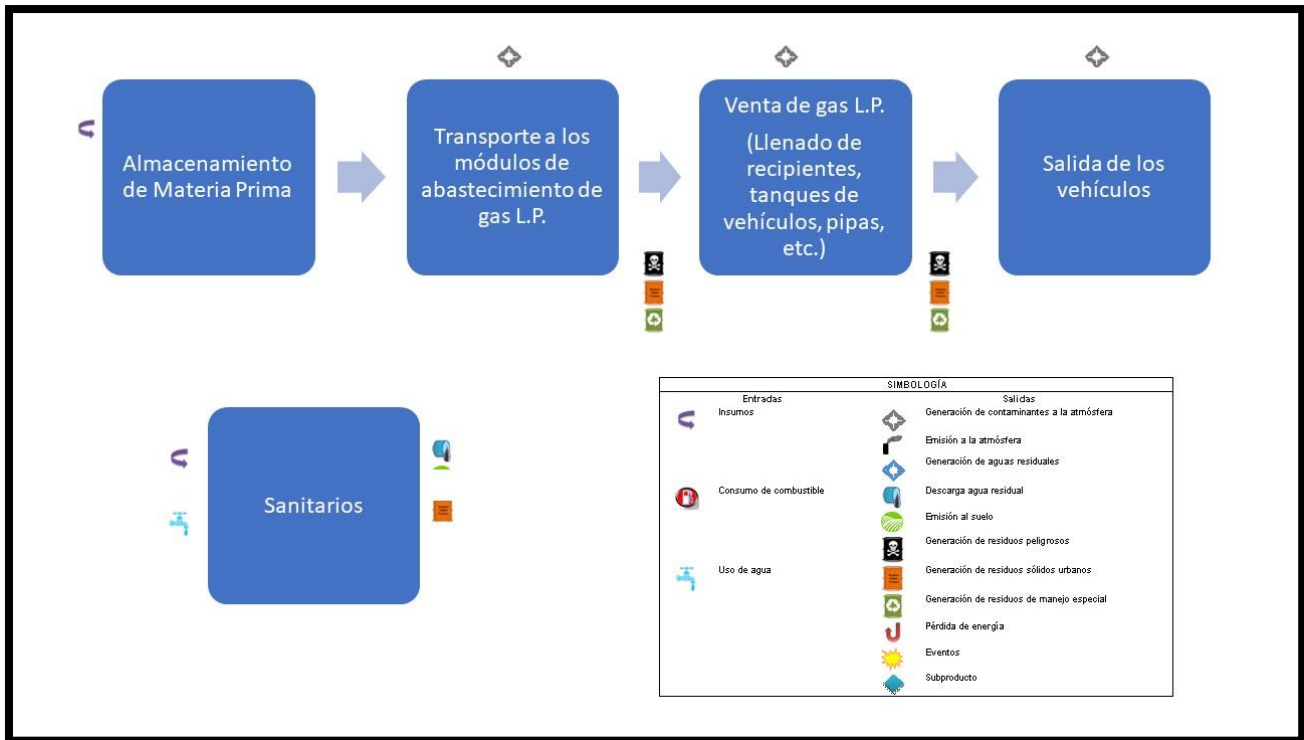 Almacenamiento
de Materia Prima
Transporte a los
módulos de
abastecimiento de
gas L.P.
Venta de gas L.P.
(Llenado de
recipientes,
tanques de
vehículos, pipas,
etc.)
Salida de los
vehículos
Sanitarios
SIMBOLOGÍA
Entradas
Salidas
Insumos
Generación de contaminantes a la atmósfera
Emisión a la atmósfera
Generación de aguas residuales
Consumo de combustible
Descarga agua residual
Emisión al suelo
Generación de residuos peligrosos
Uso de agua
Generación de residuos sólidos urbanos
Generación de residuos de manejo especial
Pérdida de energía
Eventos
Subproducto